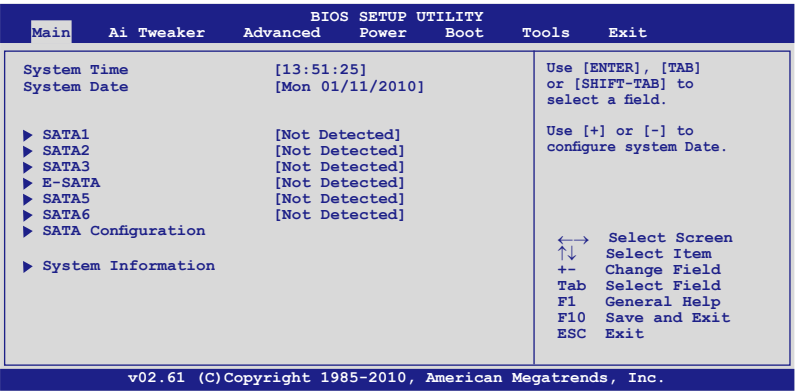 BIOS SETUP UTILITY
Main Ai Tweaker Advanced Power Boot Tools Exit
System Time [13:51:25]
System Date [Mon 01/11/2010]
SATA1 [Not Detected]
SATA2 [Not Detected]
SATA3 [Not Detected]
E-SATA [Not Detected]
SATA5 [Not Detected]
SATA6 [Not Detected]
SATA Configuration
System Information
Use [ENTER], [TAB]
or [SHIFT-TAB] to
select a field.
Use [+] or [-] to
configure system Date.
←→ Select Screen
↑↓ Select Item
+- Change Field
Tab Select Field
F1 General Help
F10 Save and Exit
ESC Exit
v02.61 (C)Copyright 1985-2010, American Megatrends, Inc.